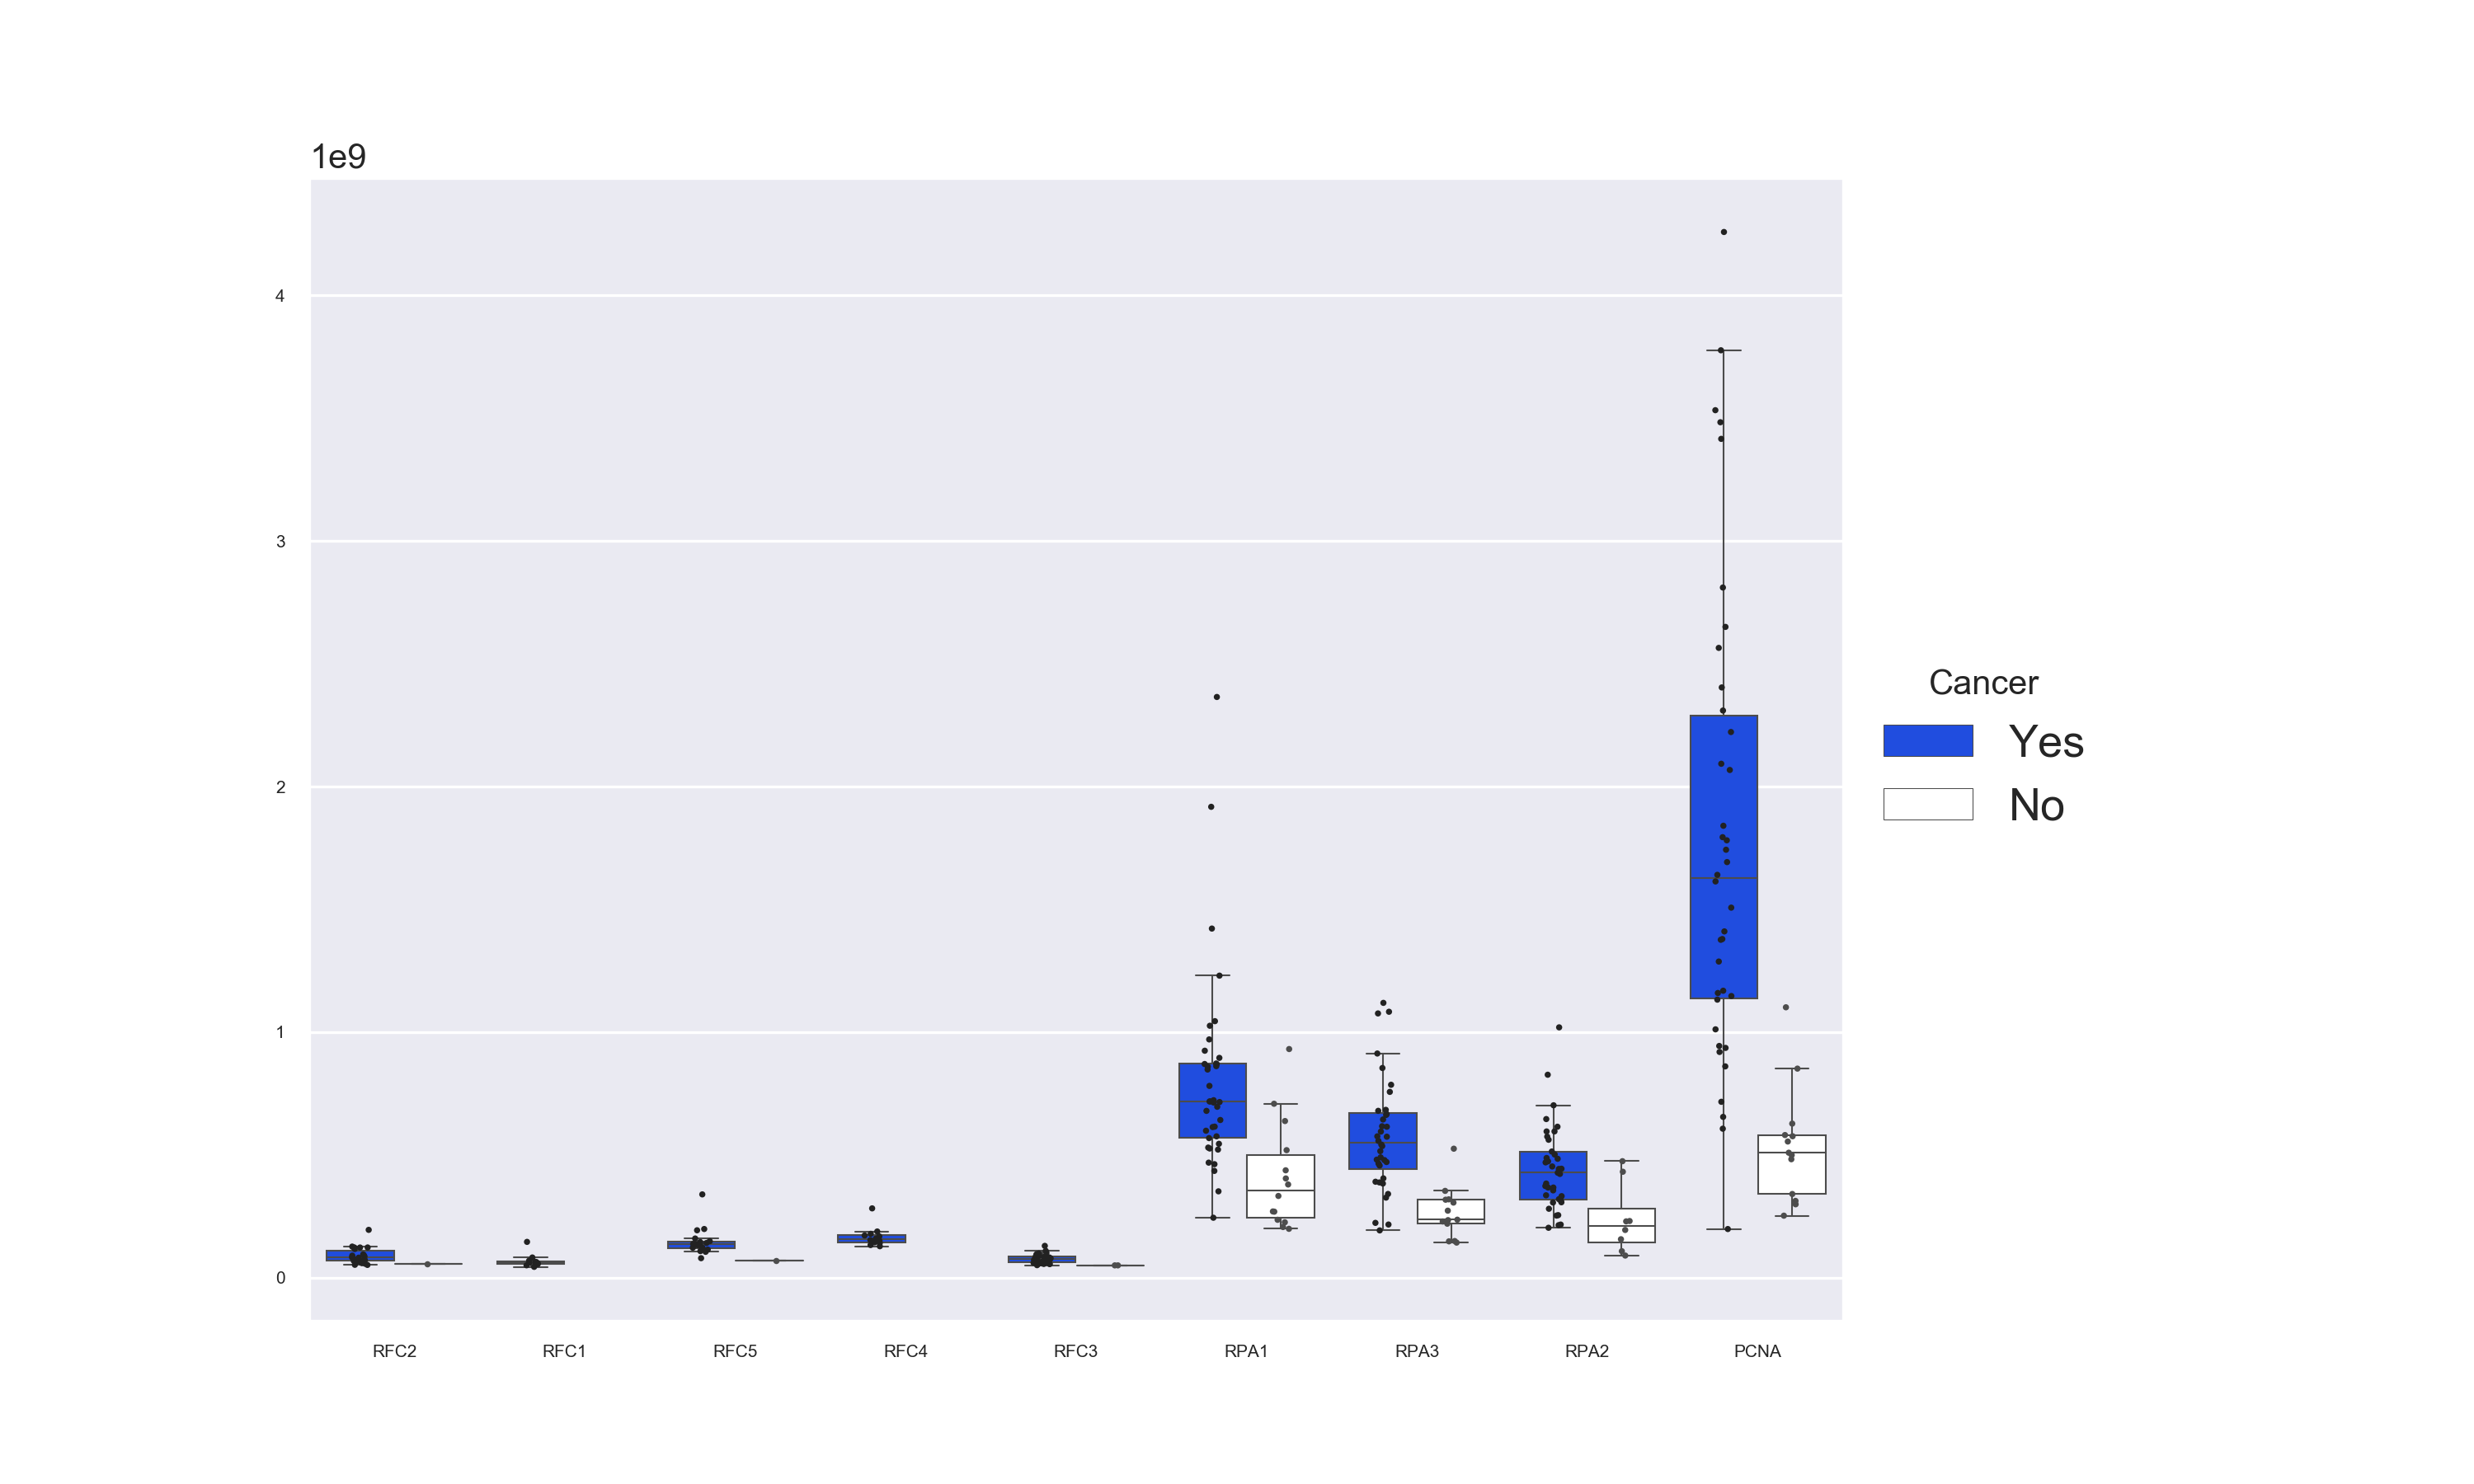 1e9
4
3
2
1
0
RFC2 RFC1 RFC5 RFC4 RFC3 RPA1 RPA3 RPA2 PCNA
Cancer
Yes
No